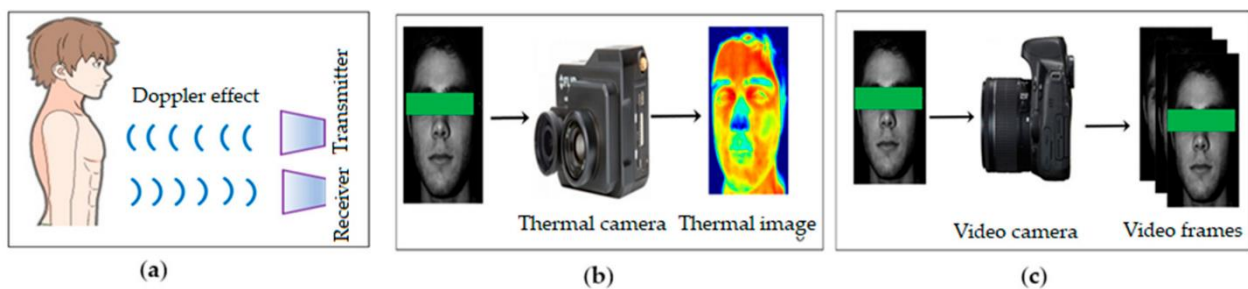 Doppler effect
Transmitter
Receiver
(a)
Thermal camera
Thermal image
(b)
Video camera
Video frames
(c)